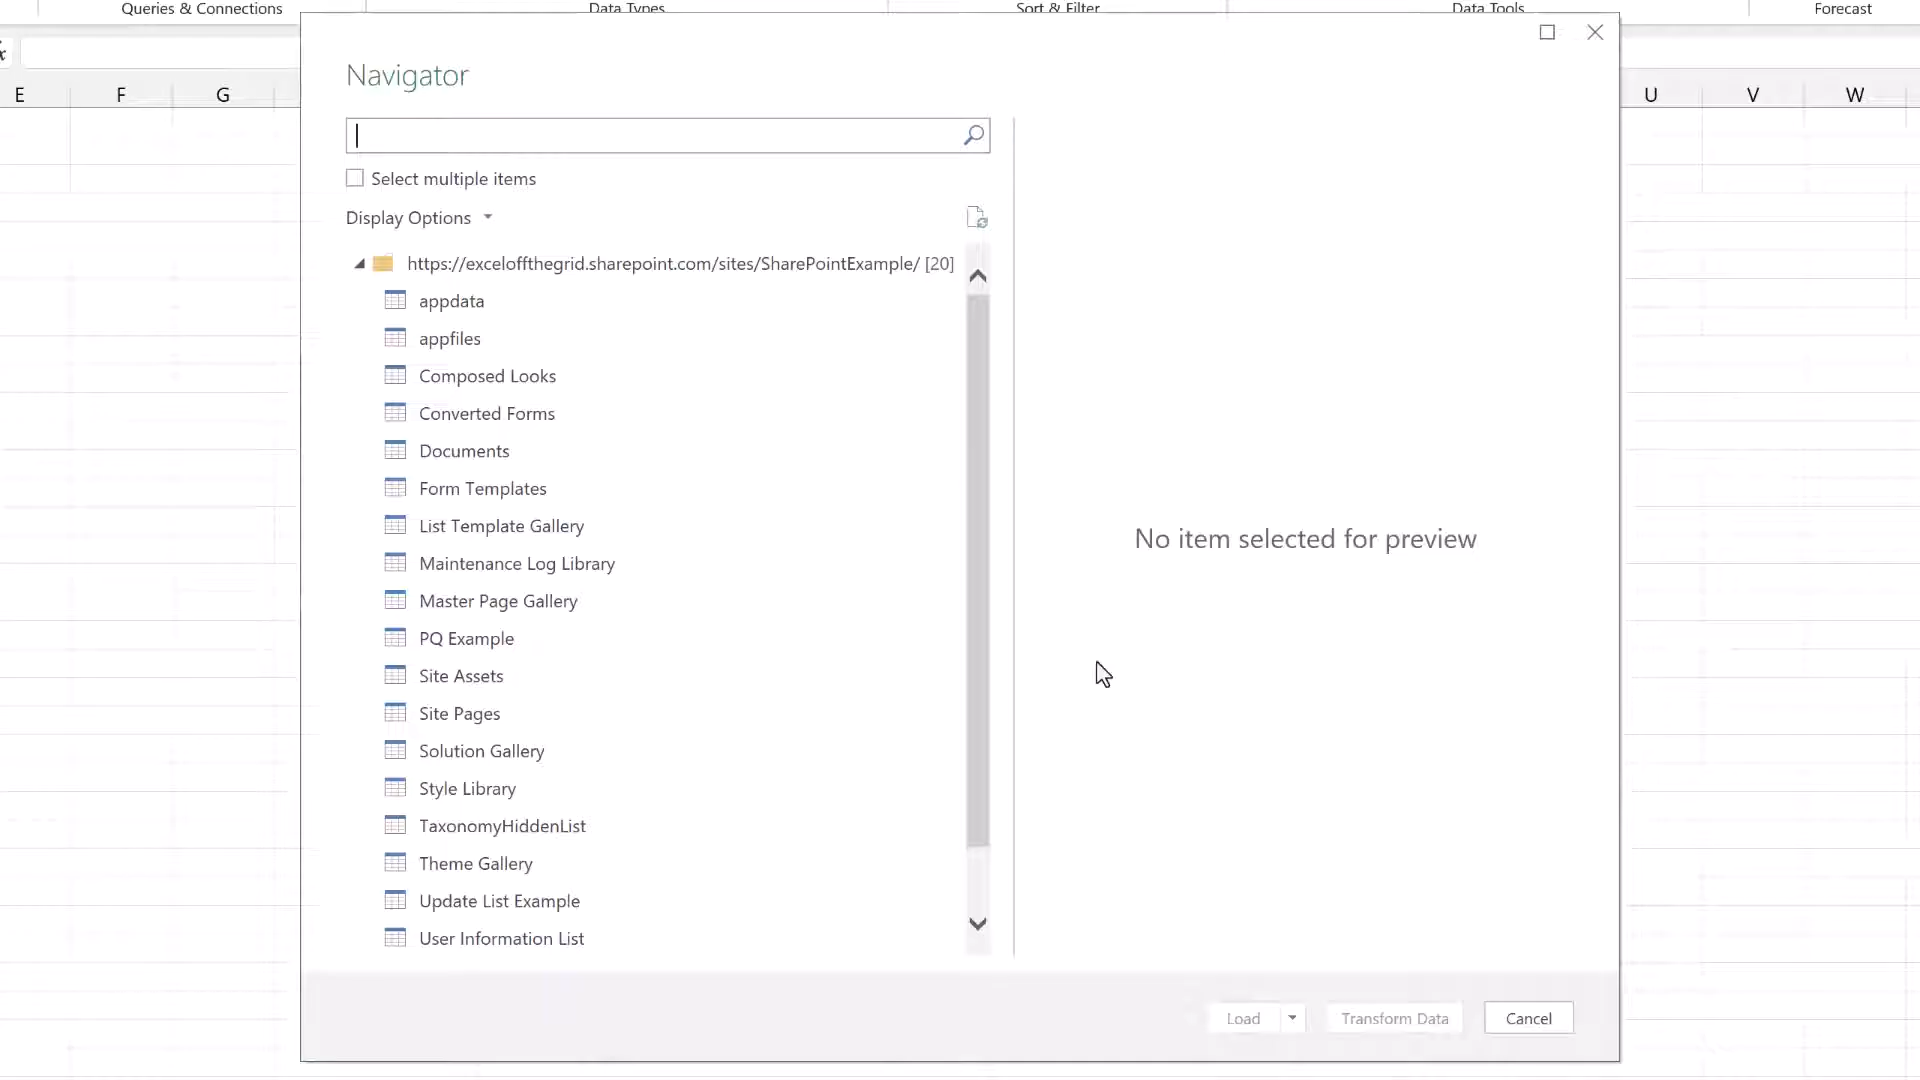 Queries & Connections
Data Types
Sort & Filter
Data Tools
Forecast
E F G U V W
Navigator
Select multiple items
Display Options
https://exceloffthegrid.sharepoint.com/sites/SharePointExample/ [20]
appdata
appfiles
Composed Looks
Converted Forms
Documents
Form Templates
List Template Gallery
Maintenance Log Library
Master Page Gallery
PQ Example
Site Assets
Site Pages
Solution Gallery
Style Library
TaxonomyHiddenList
Theme Gallery
Update List Example
User Information List
No item selected for preview
Load
Transform Data
Cancel